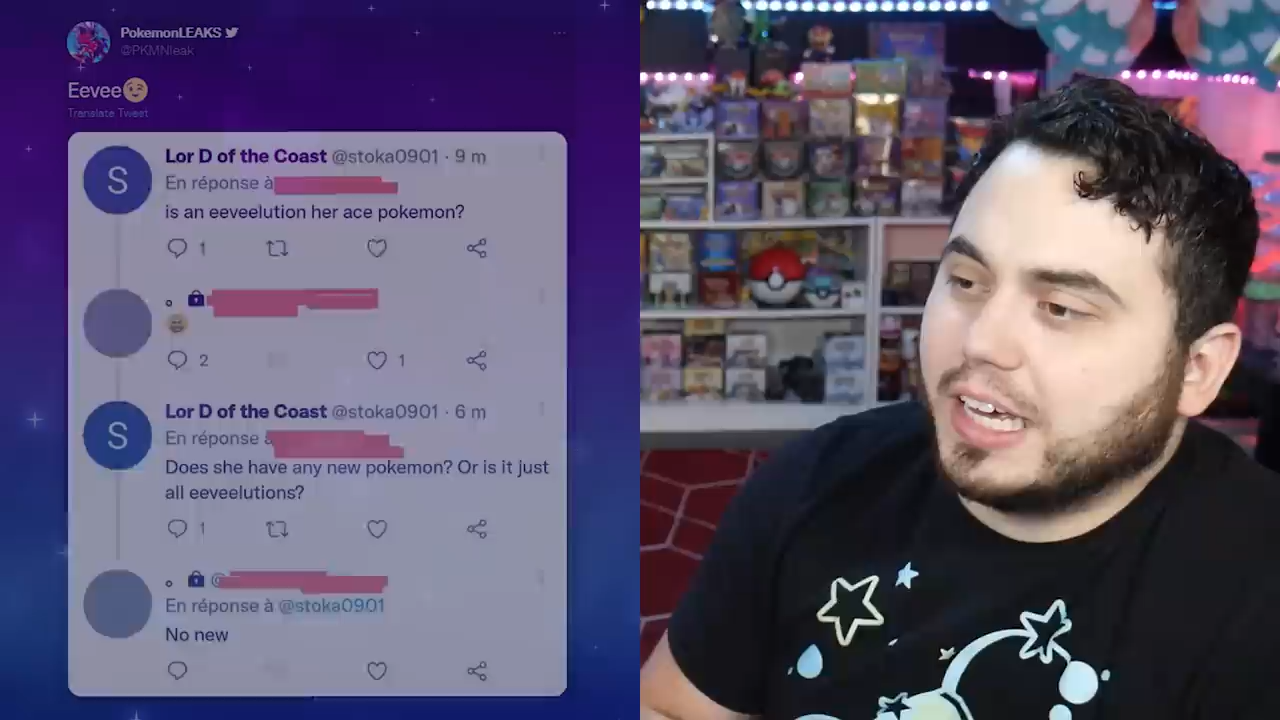 PokemonLEAKS
@PKMNleak
Eevee😉
Translate Tweet
S
Lor D of the Coast @stoka0901 · 9 m
En réponse à
is an eeveelution her ace pokemon?
1
2
1
S
Lor D of the Coast @stoka0901 · 6 m
En réponse à
Does she have any new pokemon? Or is it just
all eeveelutions?
1
@
En réponse à @stoka0901
No new